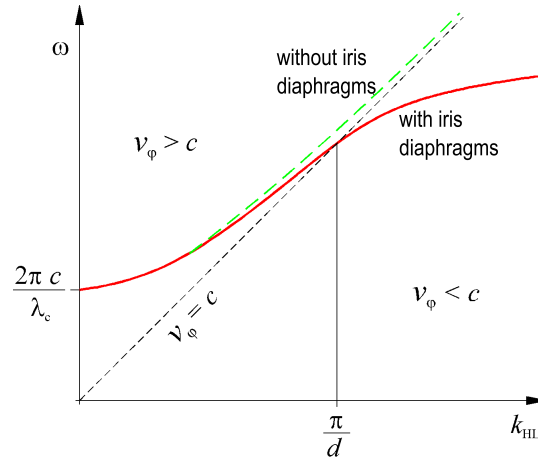 ω
without iris
diaphragms
v_φ > c
with iris
diaphragms
2π c
λ_c
v_φ = c
v_φ < c
π
d
k_HL